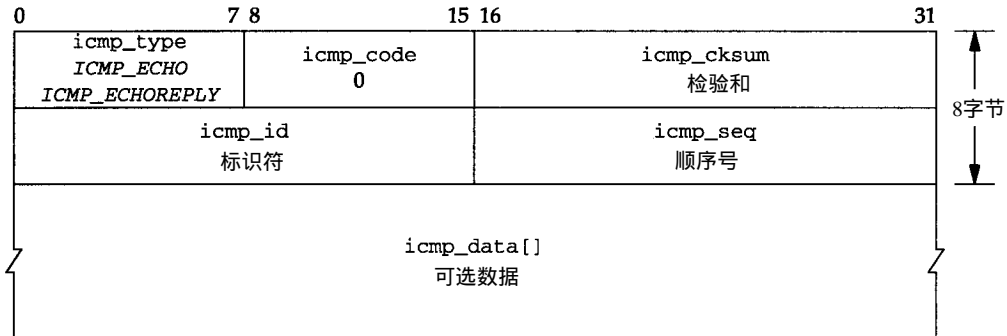 0 7 8 15 16 31
icmp_type
ICMP_ECHO
ICMP_ECHOREPLY
icmp_code
0
icmp_cksum
检验和
8字节
icmp_id
标识符
icmp_seq
顺序号
icmp_data[]
可选数据